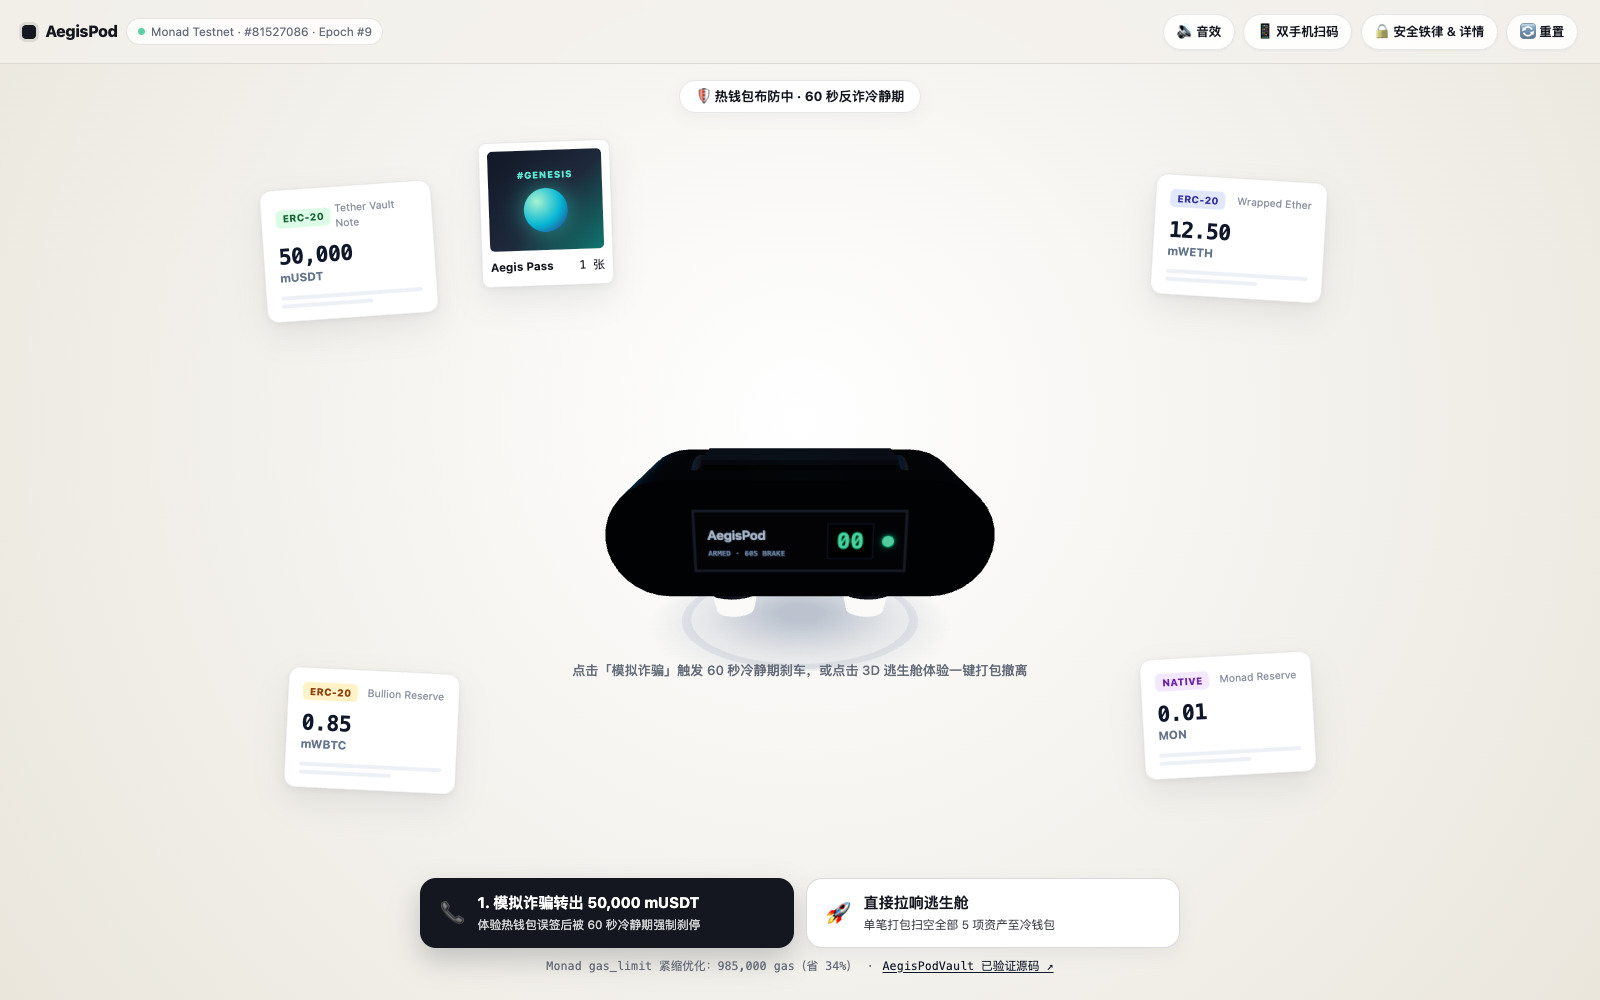 AegisPod
Monad Testnet · #81527086 · Epoch #9
🔈 音效
📱 双手机扫码
🔒 安全铁律 & 详情
🔄 重置
🛡️ 热钱包布防中 · 60 秒反诈冷静期
ERC-20
Tether Vault
Note
50,000
mUSDT
#GENESIS
Aegis Pass 1 张
ERC-20 Wrapped Ether
12.50
mWETH
AegisPod
ARMED · 60S BRAKE
00
点击「模拟诈骗」触发 60 秒冷静期刹车，或点击 3D 逃生舱体验一键打包撤离
ERC-20 Bullion Reserve
0.85
mWBTC
NATIVE Monad Reserve
0.01
MON
📞 1. 模拟诈骗转出 50,000 mUSDT
体验热钱包误签后被 60 秒冷静期强制刹停
🚀 直接拉响逃生舱
单笔打包扫空全部 5 项资产至冷钱包
Monad gas_limit 紧缩优化: 985,000 gas (省 34%) · AegisPodVault 已验证源码 ↗